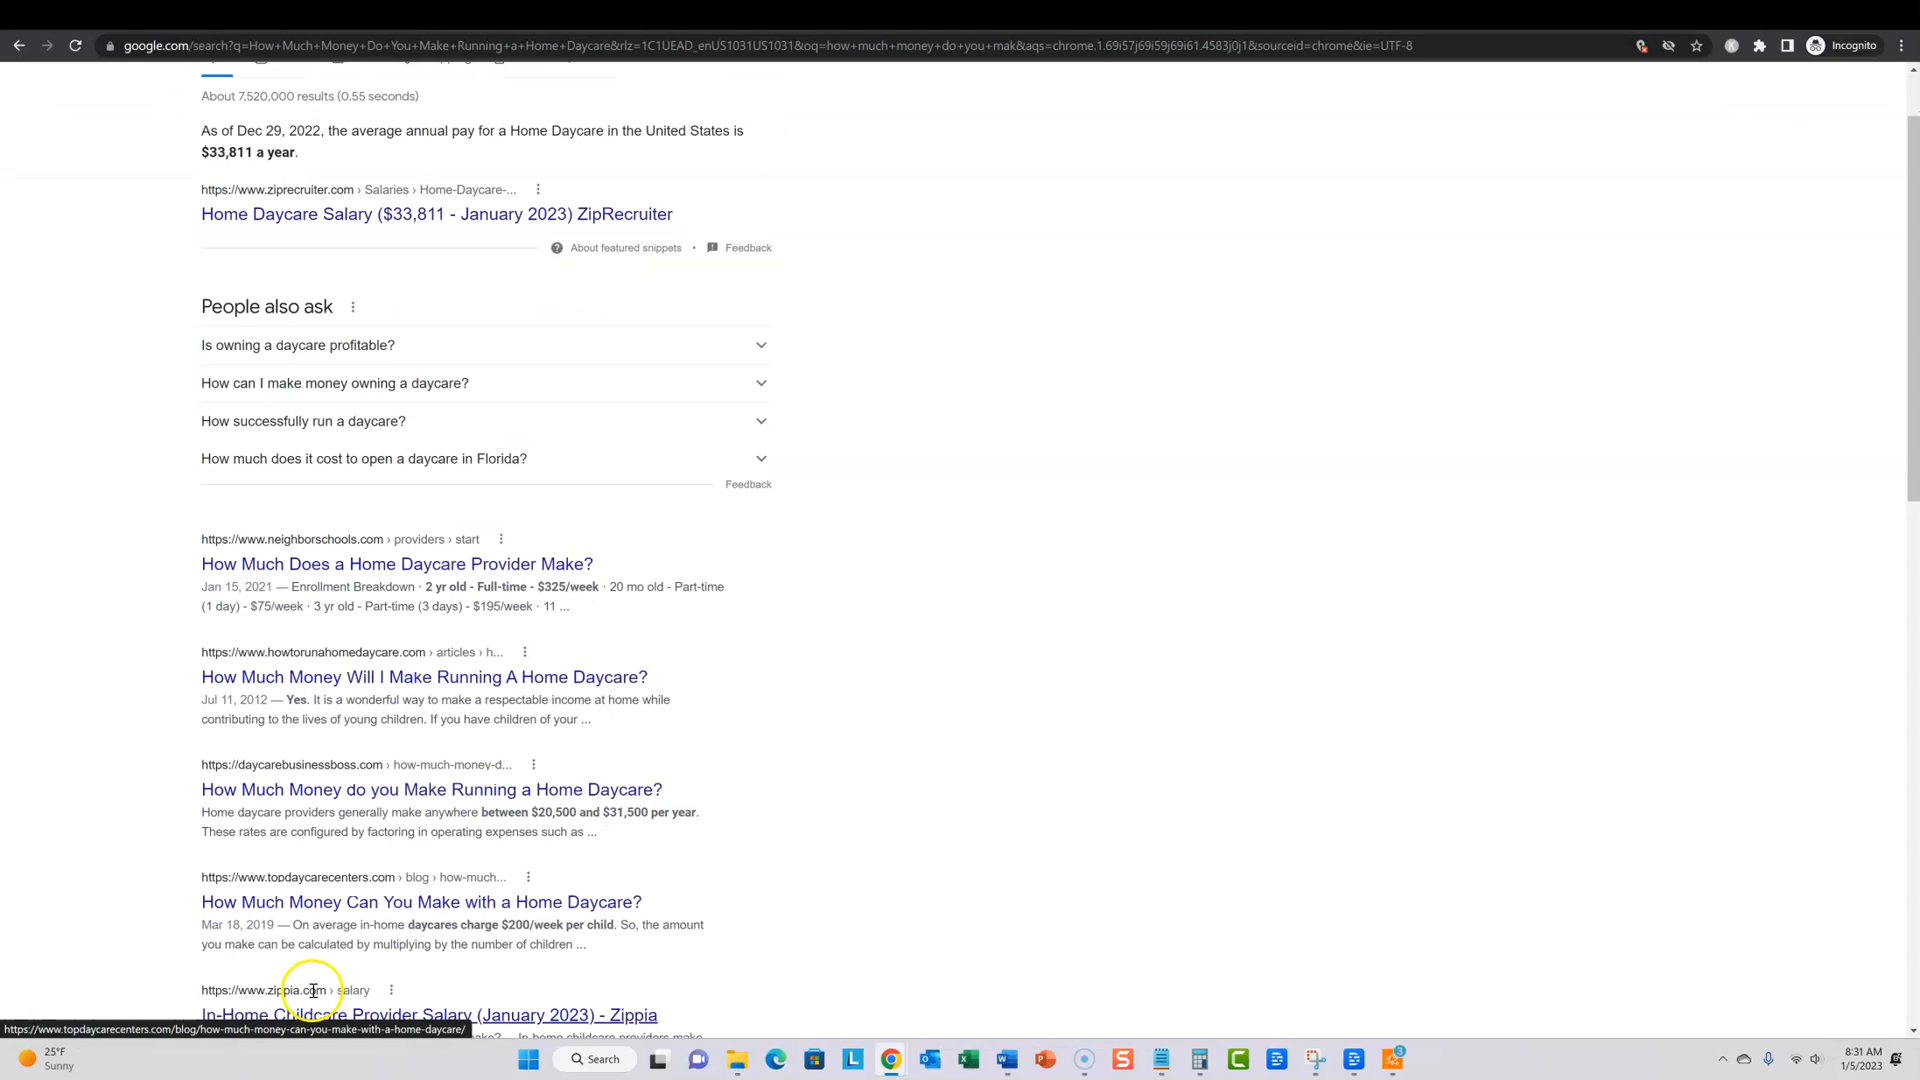 google.com/search?q=How+Much+Money+Do+You+Make+Running+a+Home+Daycare&rlz=1C1UEAD_enUS1031US1031&oq=how+much+money+do+you+mak&aqs=chrome.1.69i57j69i59j69i61.4583j0j1&sourceid=chrome&ie=UTF-8
Incognito
About 7,520,000 results (0.55 seconds)
As of Dec 29, 2022, the average annual pay for a Home Daycare in the United States is
$33,811 a year.
https://www.ziprecruiter.com › Salaries › Home-Daycare-...
Home Daycare Salary ($33,811 - January 2023) ZipRecruiter
About featured snippets • Feedback
People also ask
Is owning a daycare profitable?
How can I make money owning a daycare?
How successfully run a daycare?
How much does it cost to open a daycare in Florida?
Feedback
https://www.neighborschools.com › providers › start
How Much Does a Home Daycare Provider Make?
Jan 15, 2021 — Enrollment Breakdown · 2 yr old - Full-time - $325/week · 20 mo old - Part-time
(1 day) - $75/week · 3 yr old - Part-time (3 days) - $195/week · 11 ...
https://www.howtorunahomedaycare.com › articles › h...
How Much Money Will I Make Running A Home Daycare?
Jul 11, 2012 — Yes. It is a wonderful way to make a respectable income at home while
contributing to the lives of young children. If you have children of your ...
https://daycarebusinessboss.com › how-much-money-d...
How Much Money do you Make Running a Home Daycare?
Home daycare providers generally make anywhere between $20,500 and $31,500 per year.
These rates are configured by factoring in operating expenses such as ...
https://www.topdaycarecenters.com › blog › how-much...
How Much Money Can You Make with a Home Daycare?
Mar 18, 2019 — On average in-home daycares charge $200/week per child. So, the amount
you make can be calculated by multiplying by the number of children ...
https://www.zippia.com › salary
In-Home Childcare Provider Salary (January 2023) - Zippia
https://www.topdaycarecenters.com/blog/how-much-money-can-you-make-with-a-home-daycare/
25°F
Sunny
Search
8:31 AM
1/5/2023